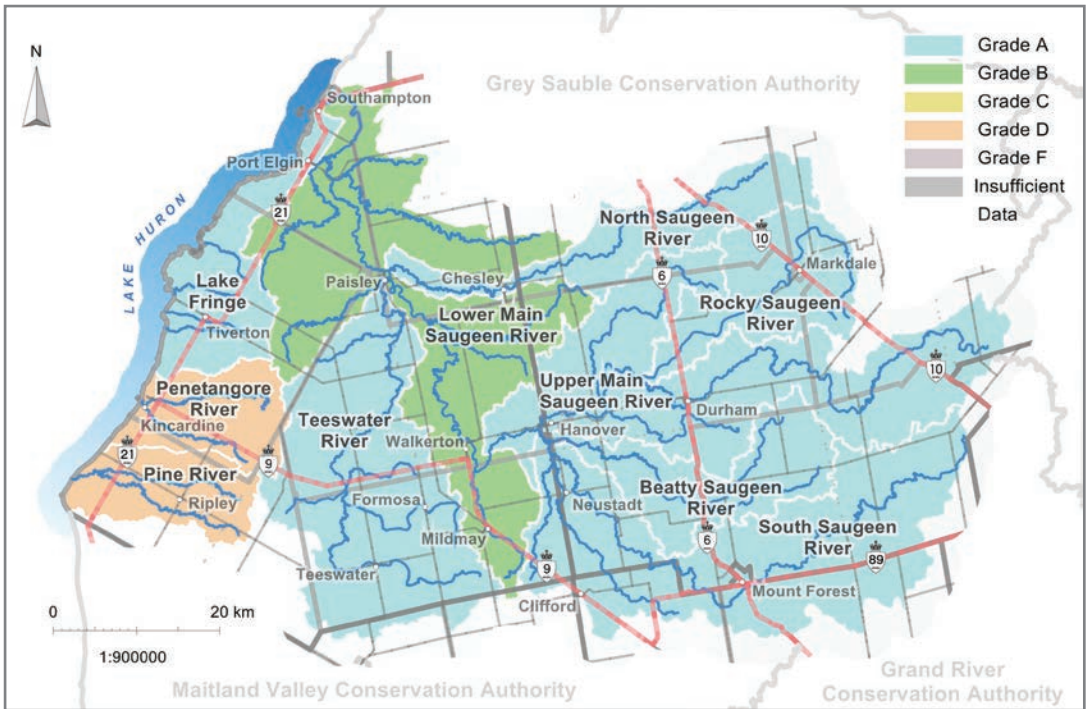 N
Grade A
Grade B
Grade C
Grade D
Grade F
Insufficient
Data
Grey Sauble Conservation Authority
Southampton
Port Elgin
21
LAKE HURON
North Saugeen
River
10
Markdale
6
Chesley
Paisley
Lake
Fringe
Lower Main
Saugeen River
Rocky Saugeen
River
Tiverton
10
Penetangore
River
Upper Main
Saugeen River
Durham
Kincardine
Teeswater
River
Hanover
Walkerton
21
9
Pine River
Beatty Saugeen
River
Ripley
Formosa
Neustadt
South Saugeen
River
Mildmay
6
89
Teeswater
9
Mount Forest
Clifford
0 20 km
1:900000
Maitland Valley Conservation Authority
Grand River
Conservation Authority